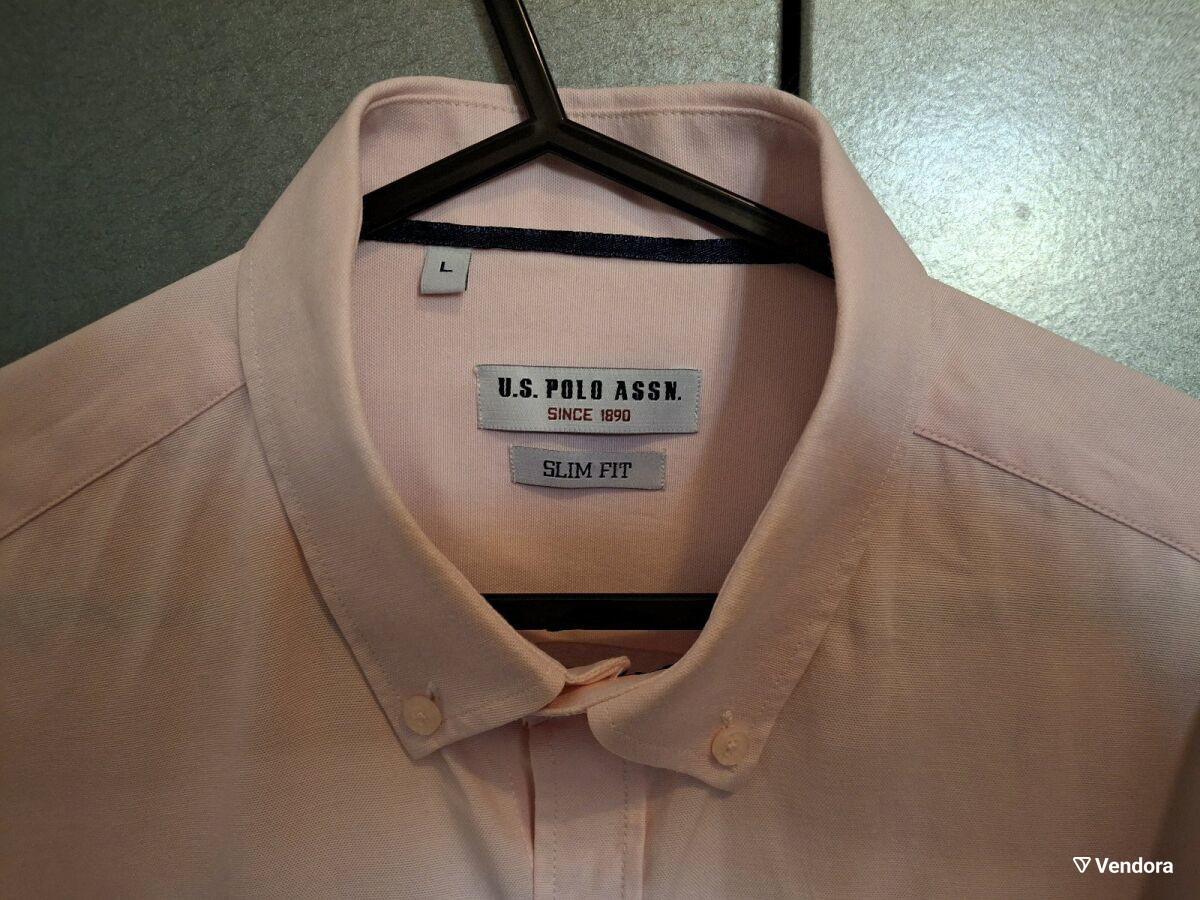 L
U.S. POLO ASSN.
SINCE 1890
SLIM FIT
Vendora